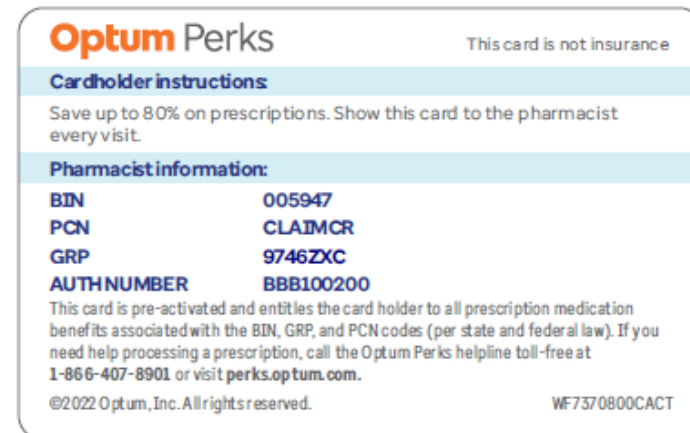 Optum Perks
This card is not insurance
Cardholder instructions:
Save up to 80% on prescriptions. Show this card to the pharmacist
every visit.
Pharmacist information:
BIN 005947
PCN CLAIMCR
GRP 9746ZXC
AUTH NUMBER BBB100200
This card is pre-activated and entitles the card holder to all prescription medication
benefits associated with the BIN, GRP, and PCN codes (per state and federal law). If you
need help processing a prescription, call the Optum Perks helpline toll-free at
1-866-407-8901 or visit perks.optum.com.
©2022 Optum, Inc. All rights reserved. WF7370800CACT